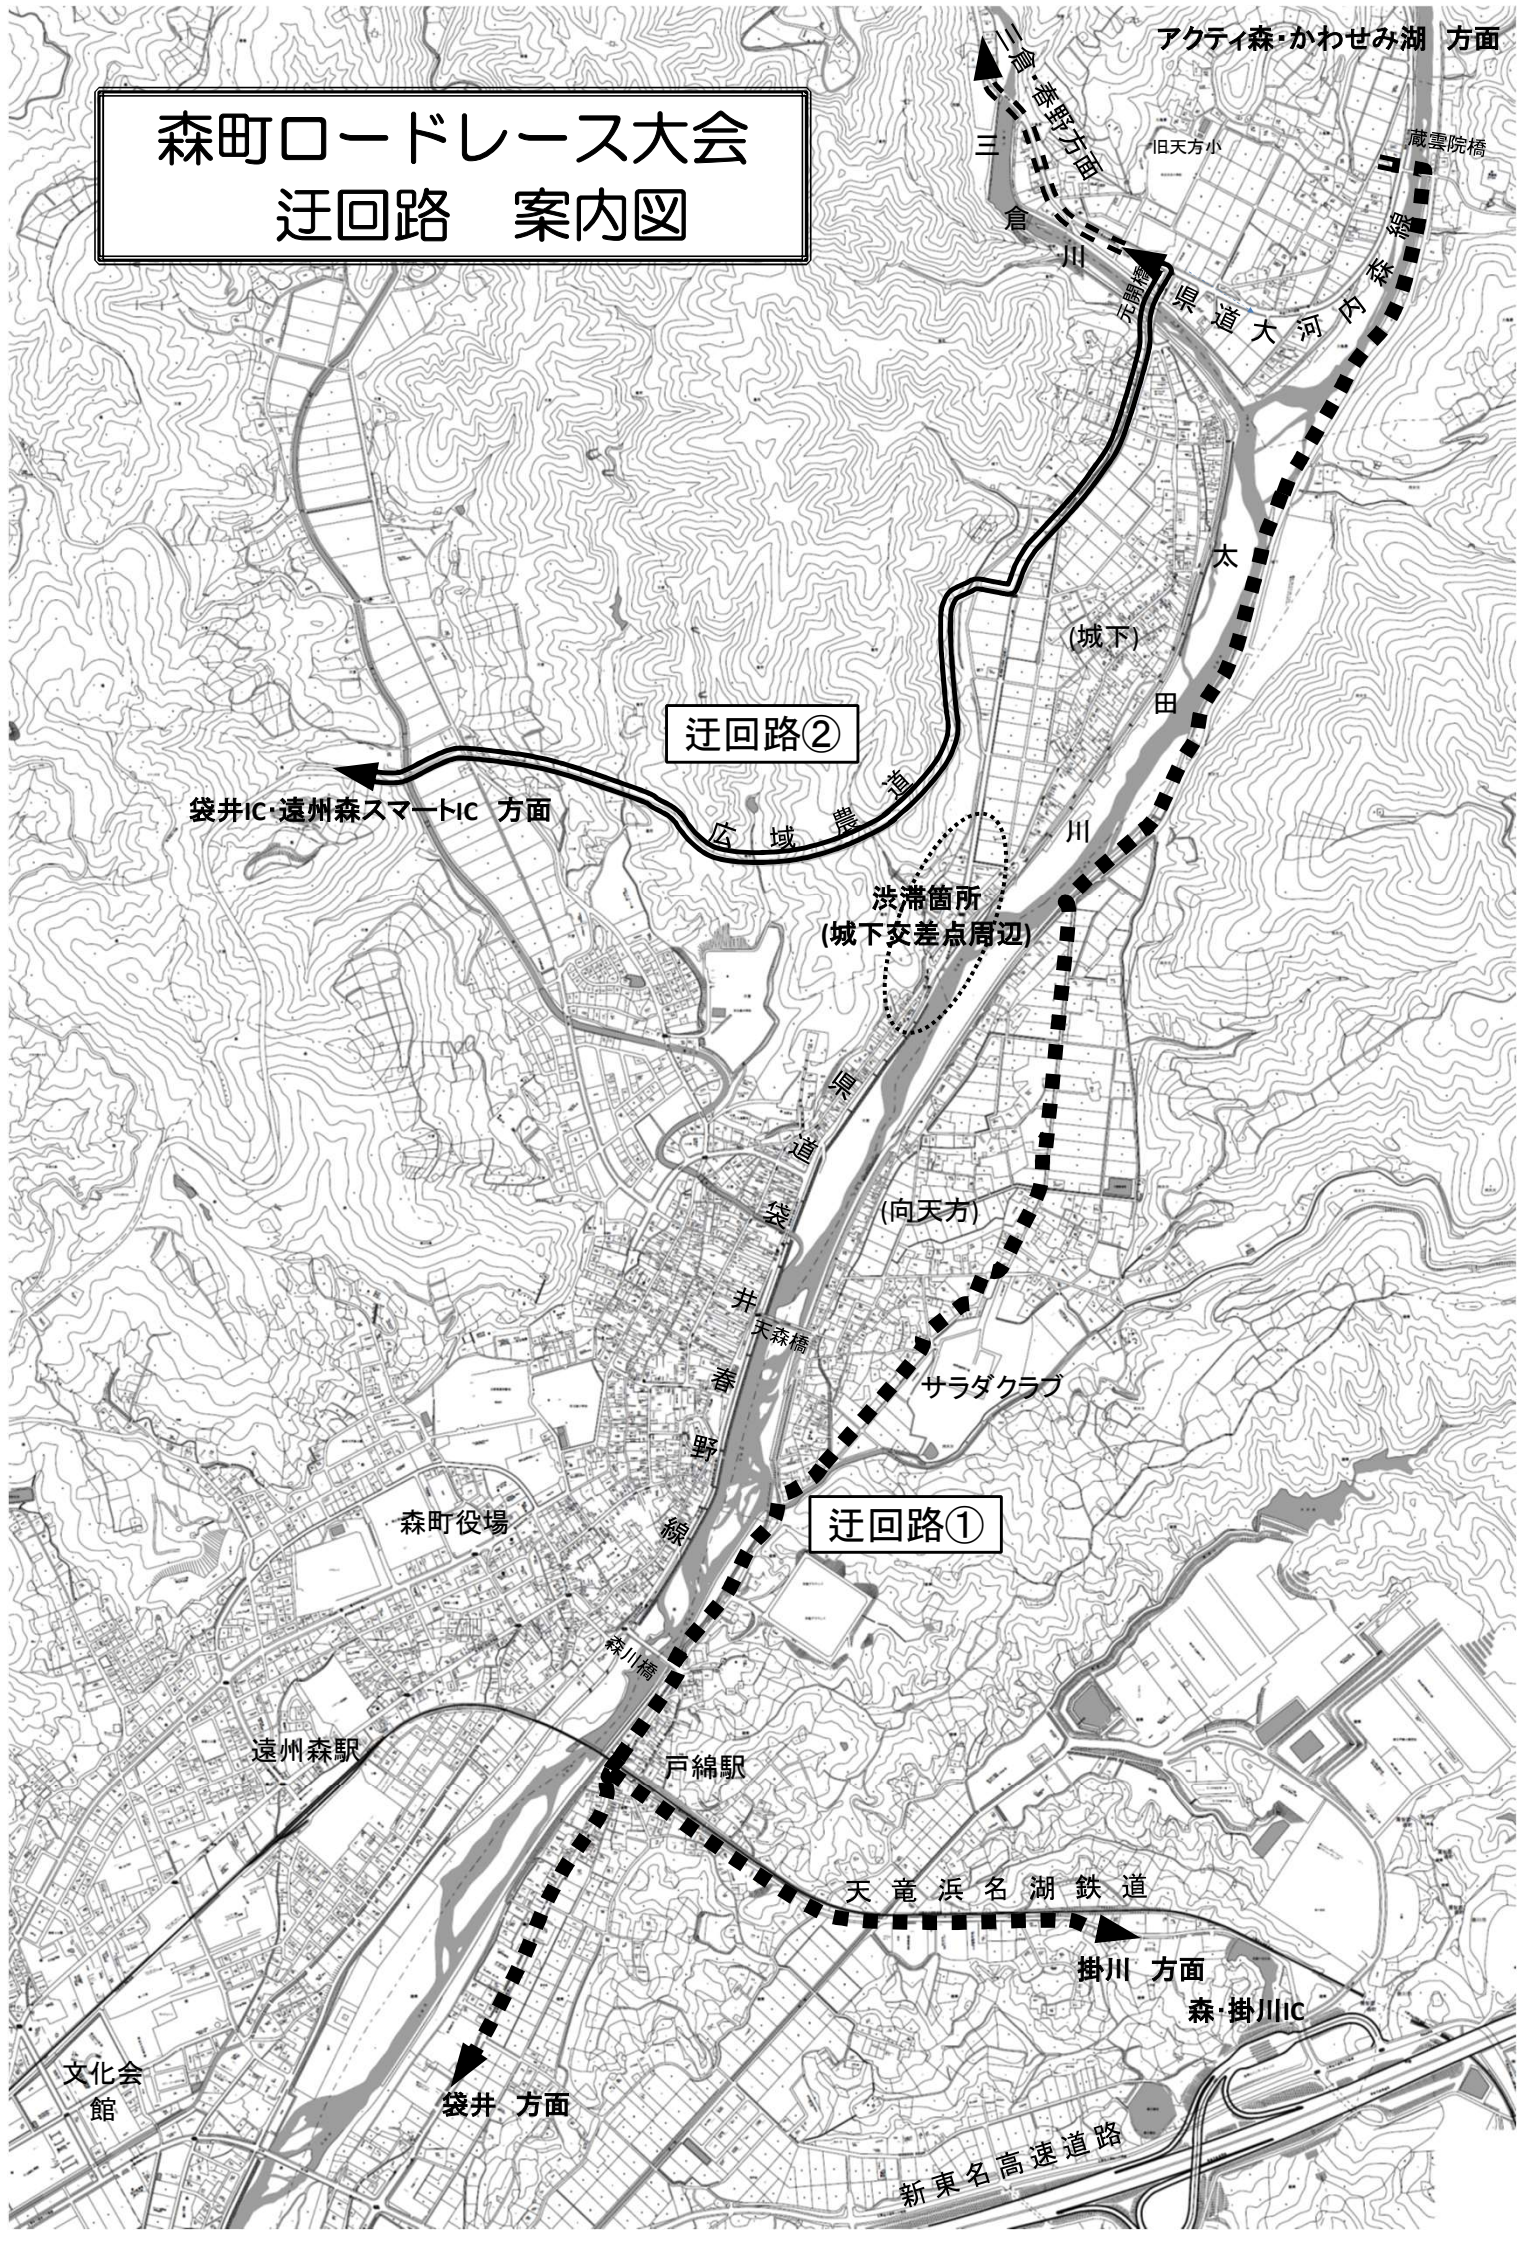 アクティ森・かわせみ湖　方面
森町ロードレース大会
迂回路　案内図
三倉・春野方面
旧天方小
蔵雲院橋
三倉川
元開橋
県道大河内森線
太田川
(城下)
迂回路②
袋井IC・遠州森スマートIC　方面
広域農道
渋滞箇所
(城下交差点周辺)
県道袋井春野線
(向天方)
天森橋
サラダクラブ
迂回路①
森町役場
森川橋
遠州森駅
戸綿駅
天竜浜名湖鉄道
掛川　方面
森・掛川IC
文化会
館
袋井　方面
新東名高速道路